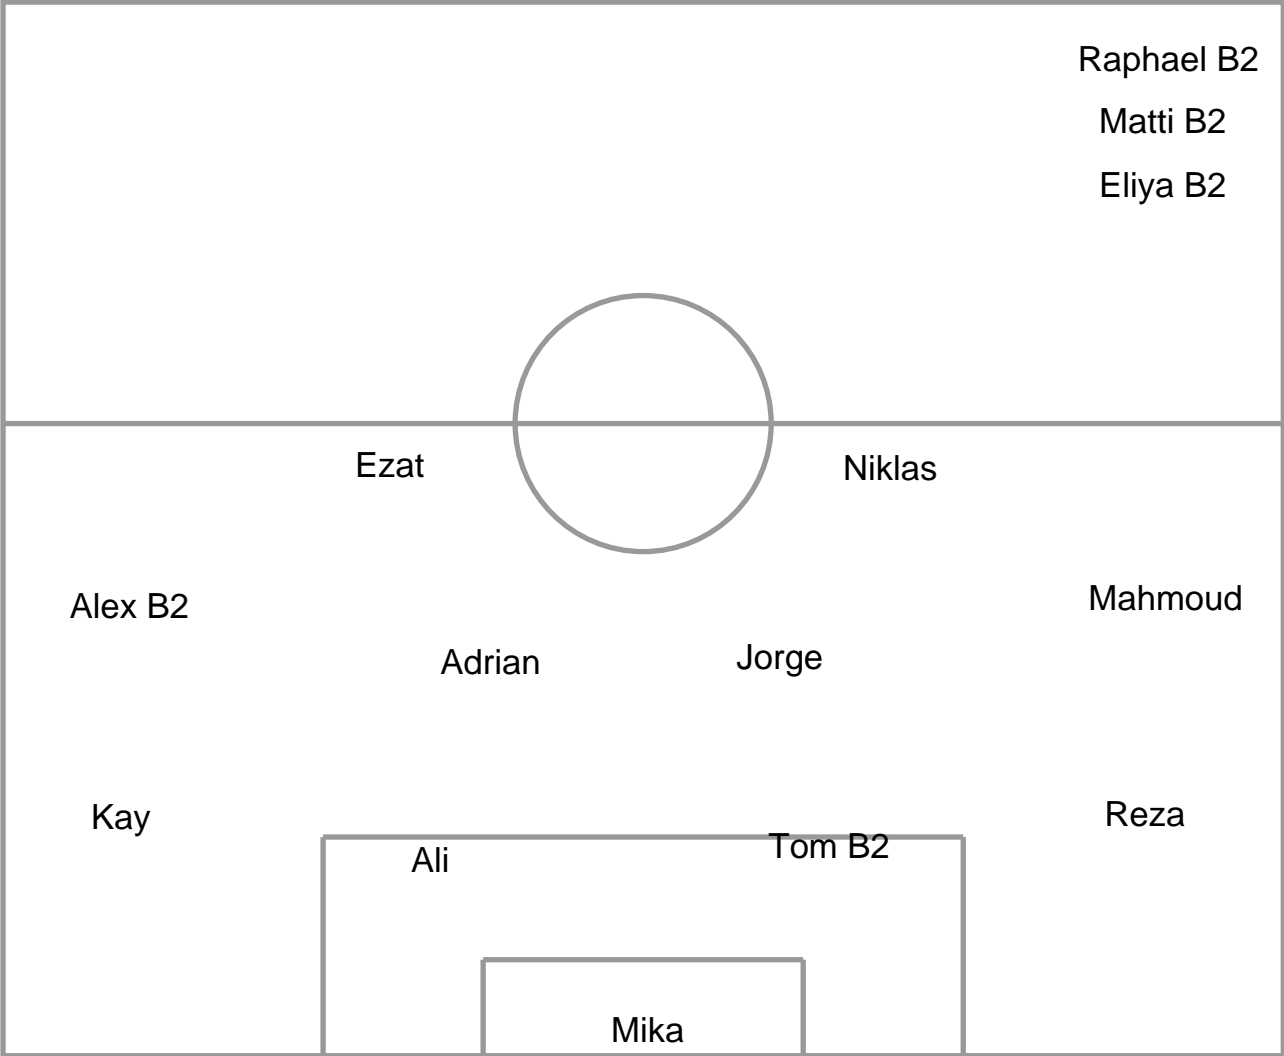 Raphael B2
Matti B2
Eliya B2
Ezat
Niklas
Alex B2
Mahmoud
Adrian
Jorge
Kay
Reza
Ali
Tom B2
Mika